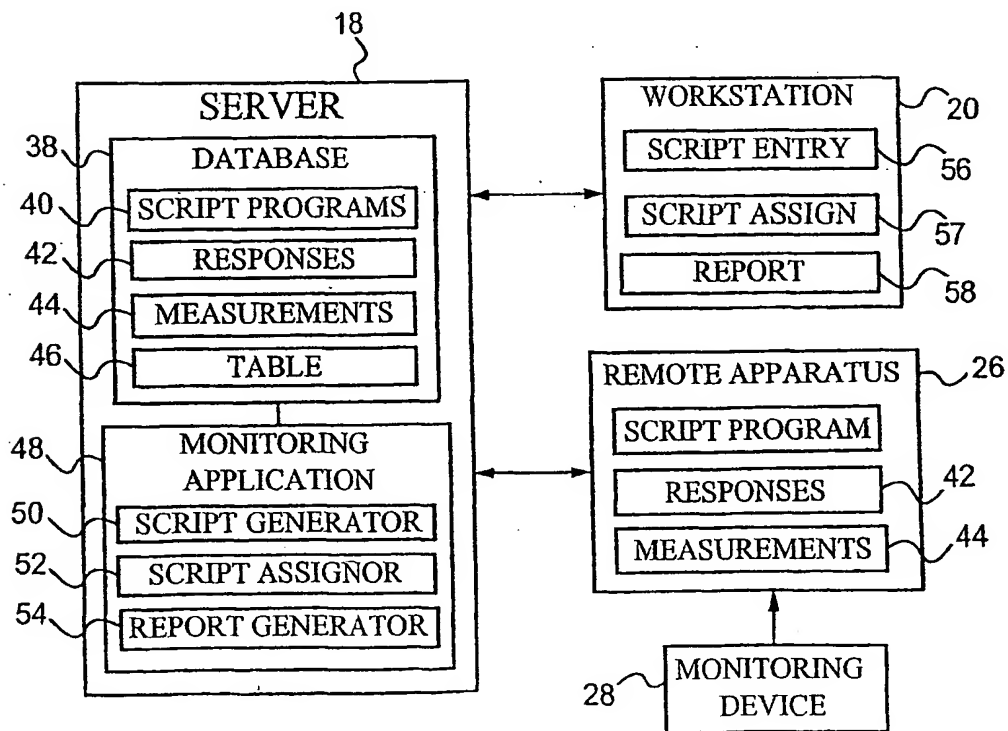 18
SERVER
38
DATABASE
40
SCRIPT PROGRAMS
42
RESPONSES
44
MEASUREMENTS
46
TABLE
48
MONITORING
APPLICATION
50
SCRIPT GENERATOR
52
SCRIPT ASSIGNOR
54
REPORT GENERATOR
WORKSTATION
20
SCRIPT ENTRY
56
SCRIPT ASSIGN
57
REPORT
58
REMOTE APPARATUS
26
SCRIPT PROGRAM
RESPONSES
42
MEASUREMENTS
44
28
MONITORING
DEVICE